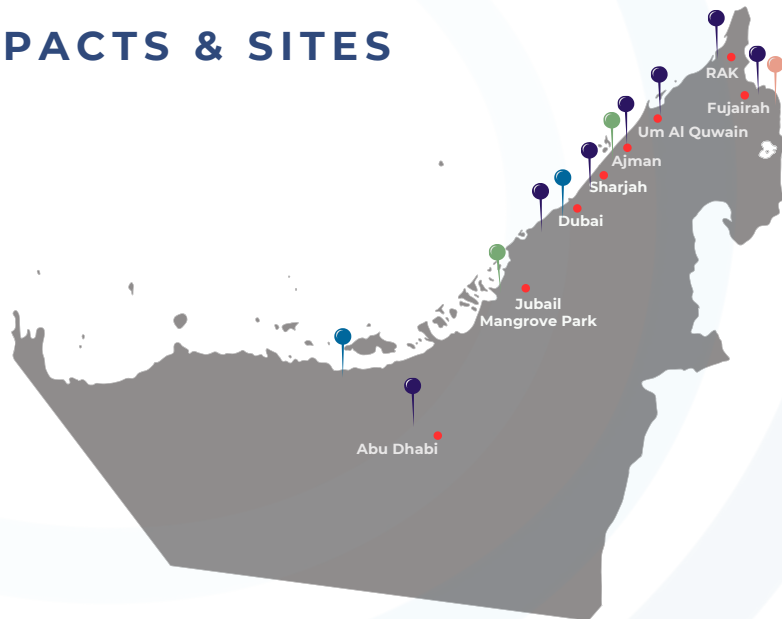 PACTS & SITES
RAK
Fujairah
Um Al Quwain
Ajman
Sharjah
Dubai
Jubail
Mangrove Park
Abu Dhabi